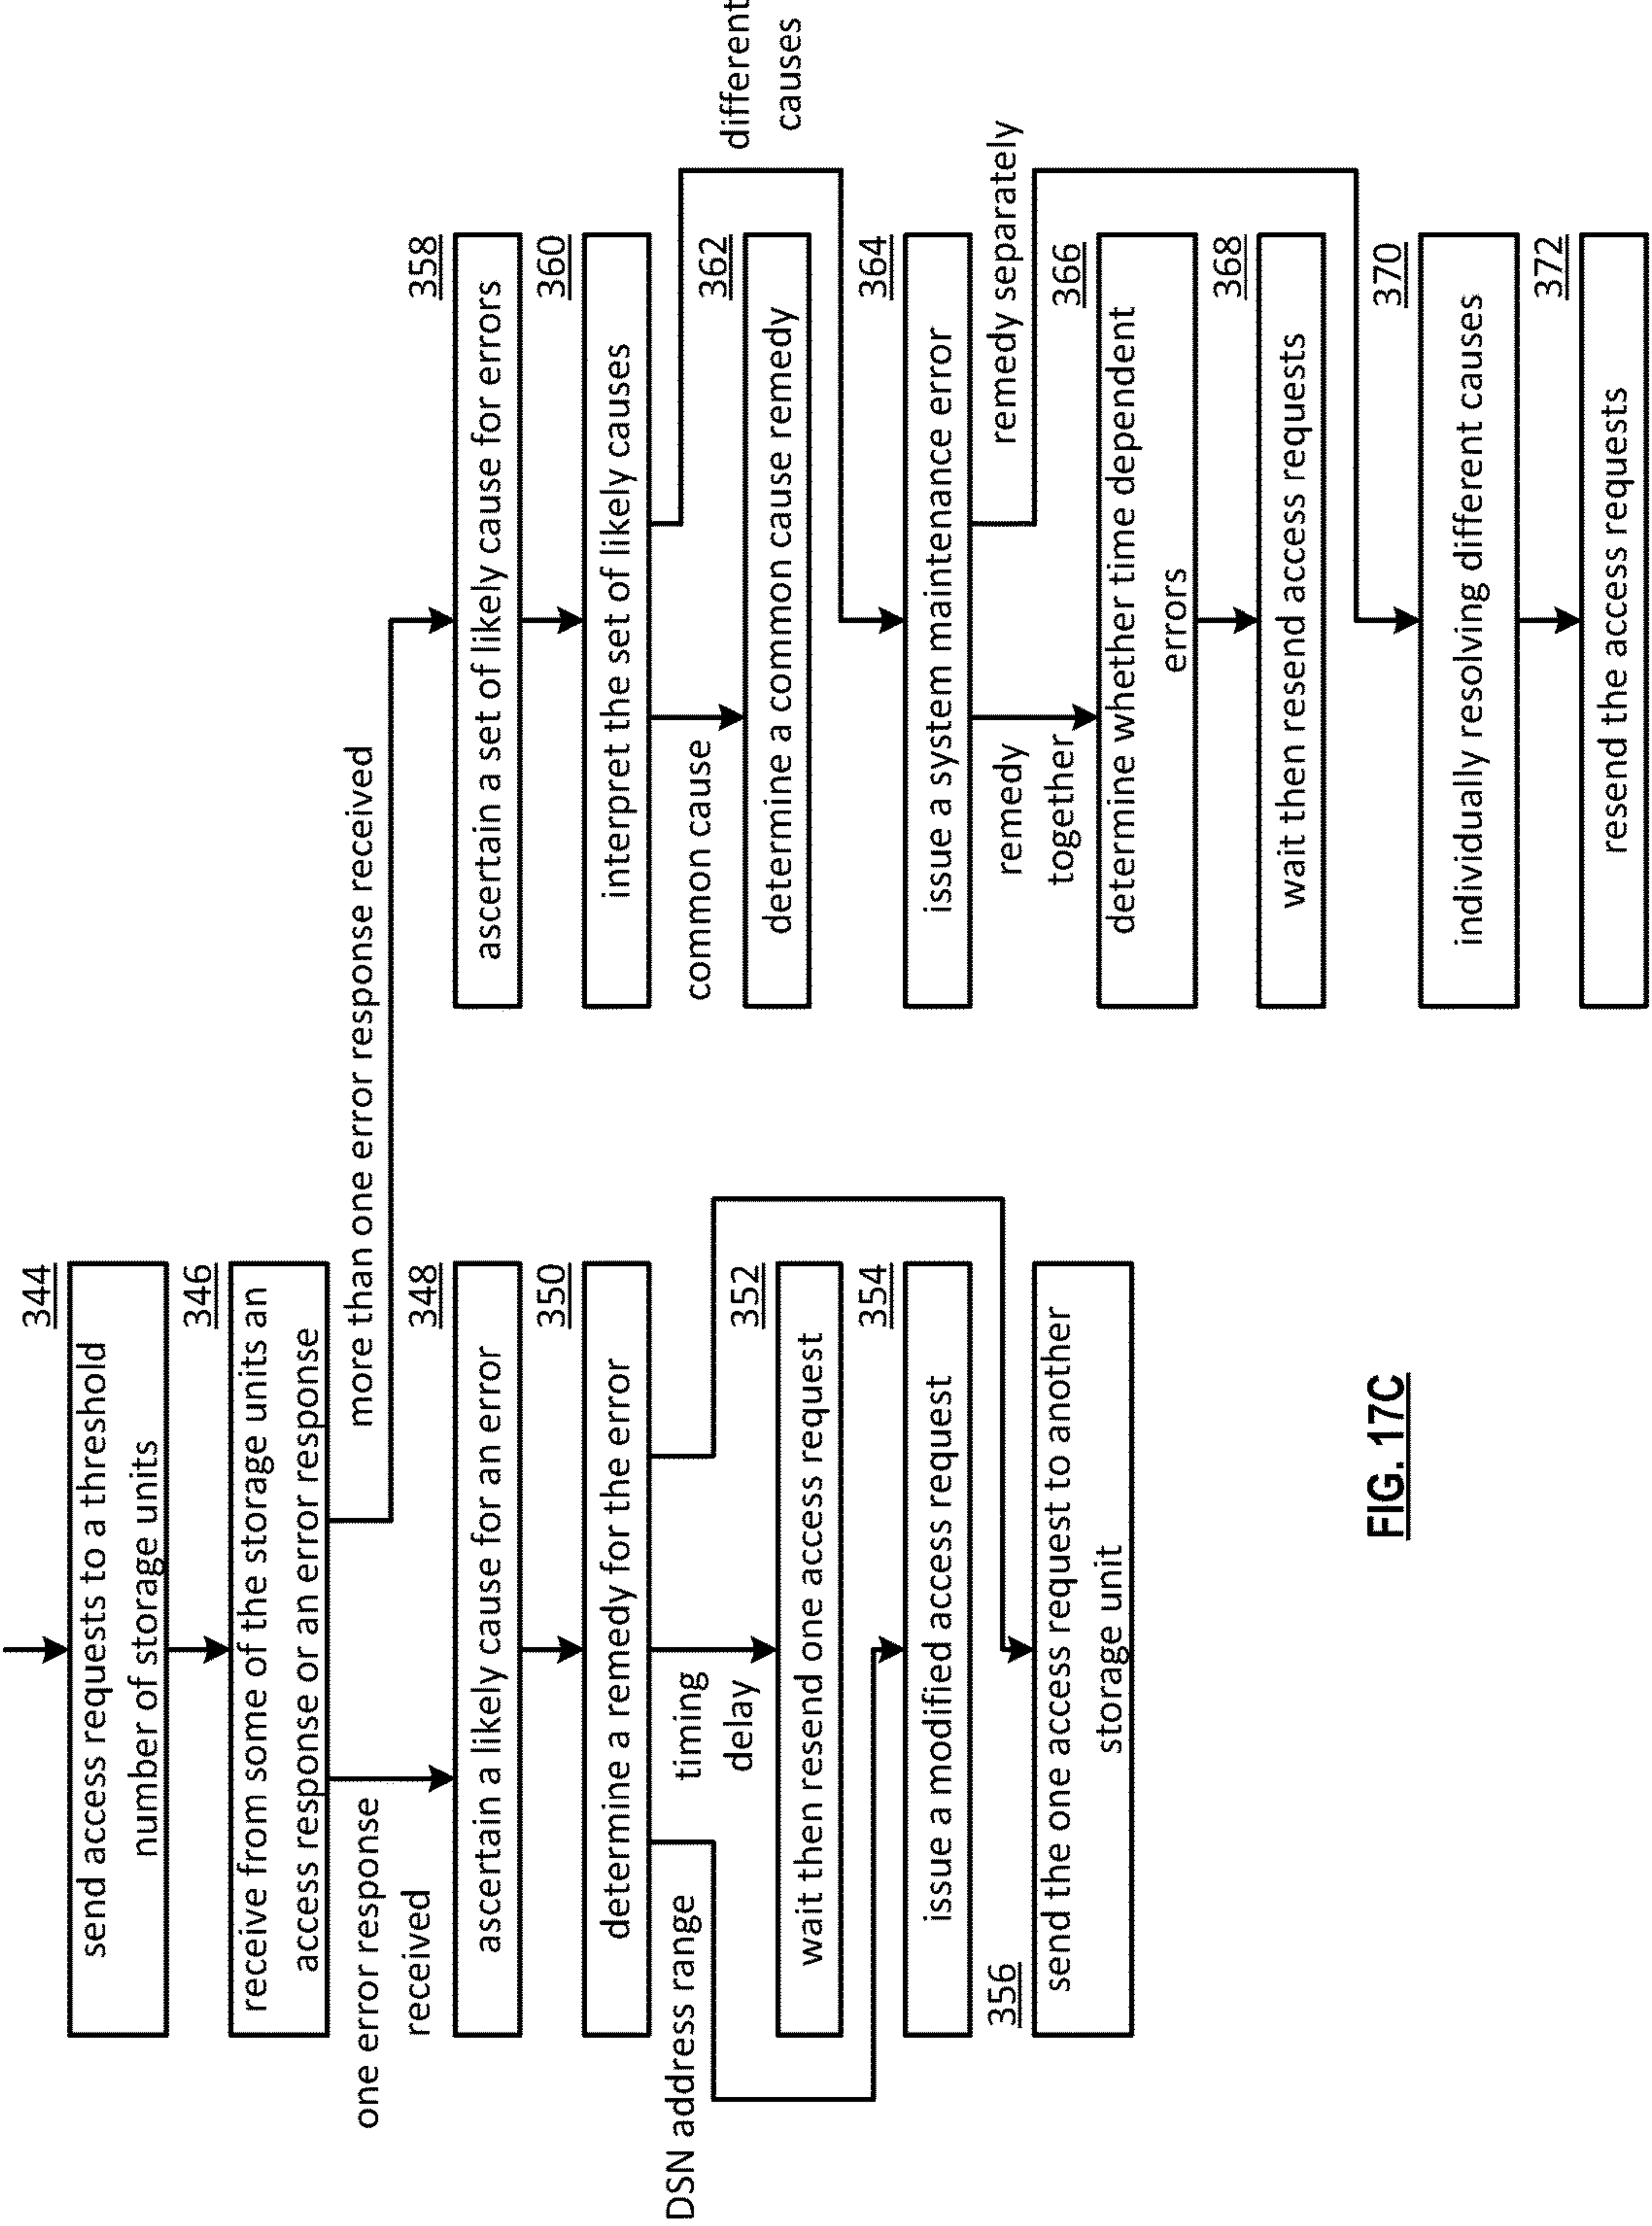 344
send access requests to a threshold
number of storage units
346
receive from some of the storage units an
access response or an error response
one error response
received
more than one error response received
348
ascertain a likely cause for an error
350
determine a remedy for the error
DSN address range
timing
delay
352
wait then resend one access request
354
issue a modified access request
356
send the one access request to another
storage unit
358
ascertain a set of likely cause for errors
360
interpret the set of likely causes
common cause
different
causes
362
determine a common cause remedy
364
issue a system maintenance error
remedy
together
remedy separately
366
determine whether time dependent
errors
368
wait then resend access requests
370
individually resolving different causes
372
resend the access requests
FIG. 17C